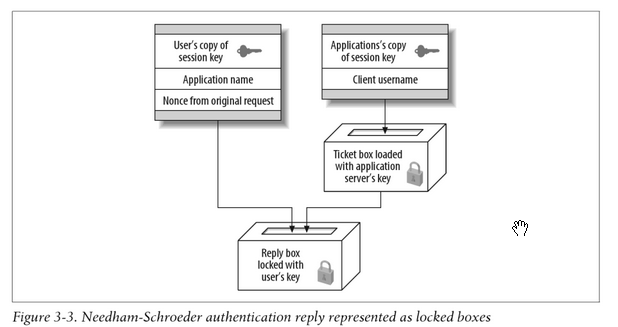 User's copy of
session key
Application name
Nonce from original request
Applications's copy
of session key
Client username
Ticket box loaded
with application
server's key
Reply box
locked with
user's key
Figure 3-3. Needham-Schroeder authentication reply represented as locked boxes